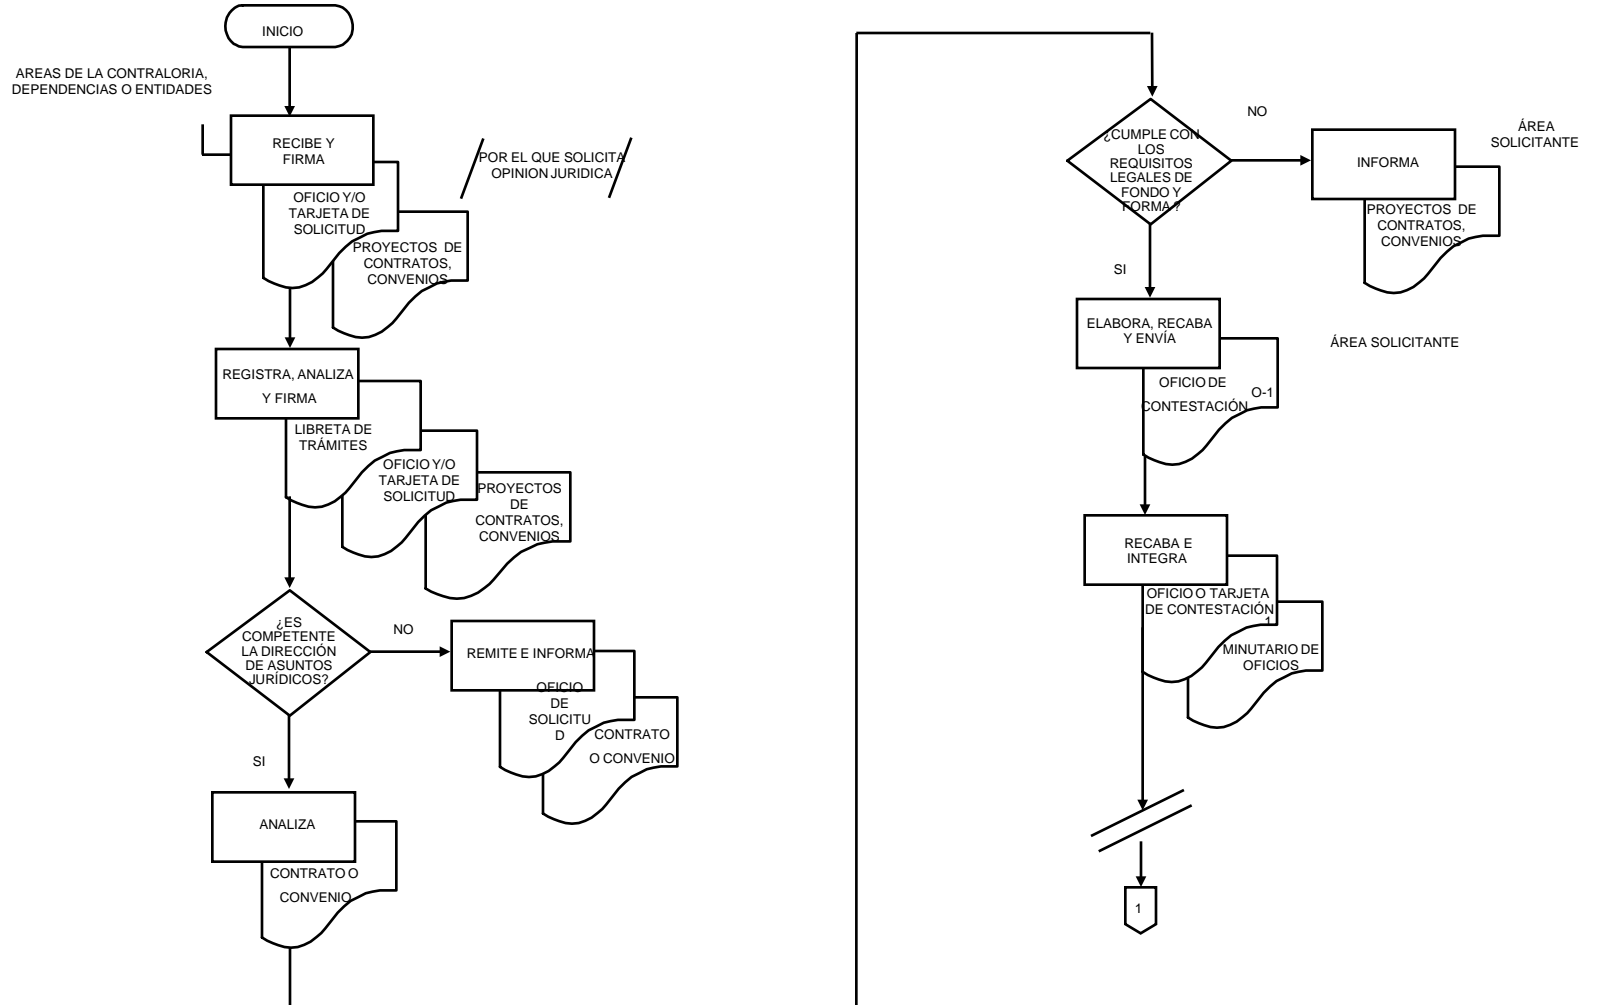 INICIO
AREAS DE LA CONTRALORIA,
DEPENDENCIAS O ENTIDADES
RECIBE Y
FIRMA
POR EL QUE SOLICITA
OPINION JURIDICA
OFICIO Y/O
TARJETA DE
SOLICITUD
PROYECTOS DE
CONTRATOS,
CONVENIOS
REGISTRA, ANALIZA
Y FIRMA
LIBRETA DE
TRÁMITES
OFICIO Y/O
TARJETA DE
SOLICITUD
PROYECTOS
DE
CONTRATOS,
CONVENIOS
¿ES
COMPETENTE
LA DIRECCIÓN
DE ASUNTOS
JURÍDICOS?
NO
REMITE E INFORMA
OFICIO
DE
SOLICITU
D
CONTRATO
O CONVENIO
SI
ANALIZA
CONTRATO O
CONVENIO
¿CUMPLE CON
LOS
REQUISITOS
LEGALES DE
FONDO Y
FORMA ?
NO
INFORMA
ÁREA
SOLICITANTE
PROYECTOS DE
CONTRATOS,
CONVENIOS
SI
ELABORA, RECABA
Y ENVÍA
ÁREA SOLICITANTE
OFICIO DE
CONTESTACIÓN
O-1
RECABA E
INTEGRA
OFICIO O TARJETA
DE CONTESTACIÓN
1
MINUTARIO DE
OFICIOS
1